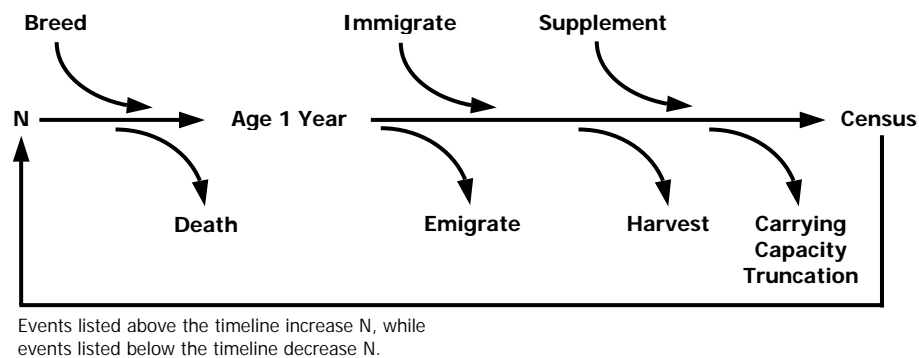 Breed
Immigrate
Supplement
N
Age 1 Year
Census
Death
Emigrate
Harvest
Carrying
Capacity
Truncation
Events listed above the timeline increase N, while
events listed below the timeline decrease N.